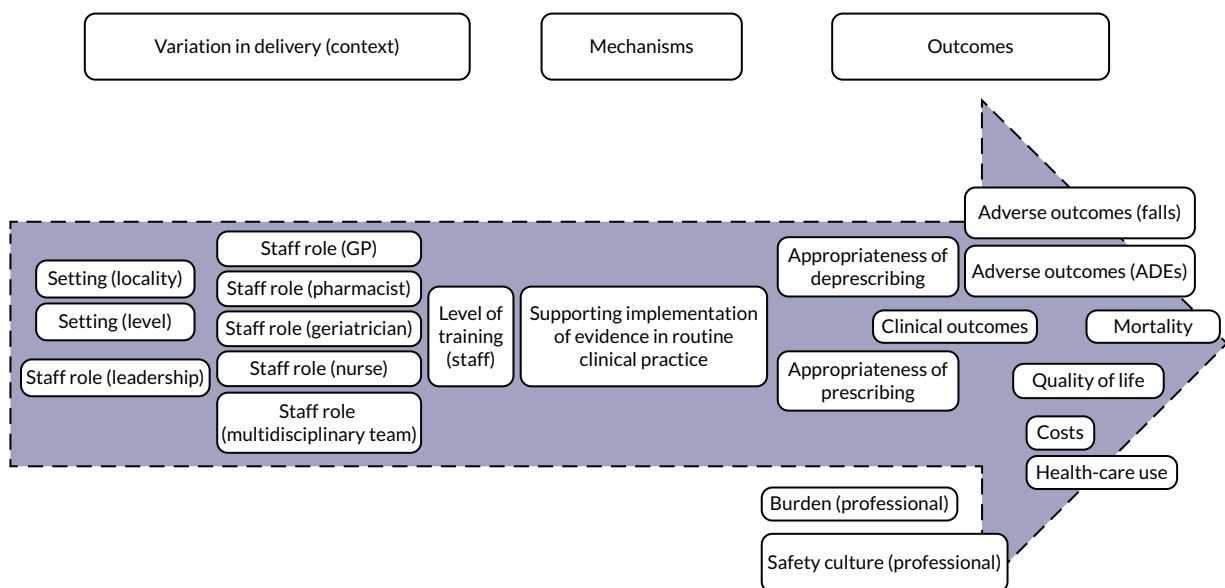 Variation in delivery (context)
Mechanisms
Outcomes
Setting (locality)
Setting (level)
Staff role (leadership)
Staff role (GP)
Staff role (pharmacist)
Staff role (geriatrician)
Staff role (nurse)
Staff role
(multidisciplinary team)
Level of
training
(staff)
Supporting implementation
of evidence in routine
clinical practice
Appropriateness of
deprescribing
Appropriateness of
prescribing
Adverse outcomes (falls)
Adverse outcomes (ADEs)
Clinical outcomes
Mortality
Quality of life
Costs
Health-care use
Burden (professional)
Safety culture (professional)